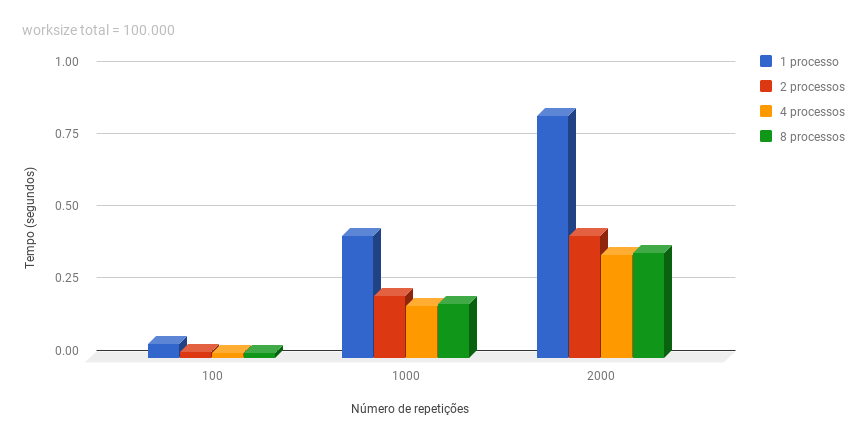 worksize total = 100.000
1.00
0.75
0.50
0.25
0.00
Tempo (segundos)
100
1000
2000
Número de repetições
1 processo
2 processos
4 processos
8 processos